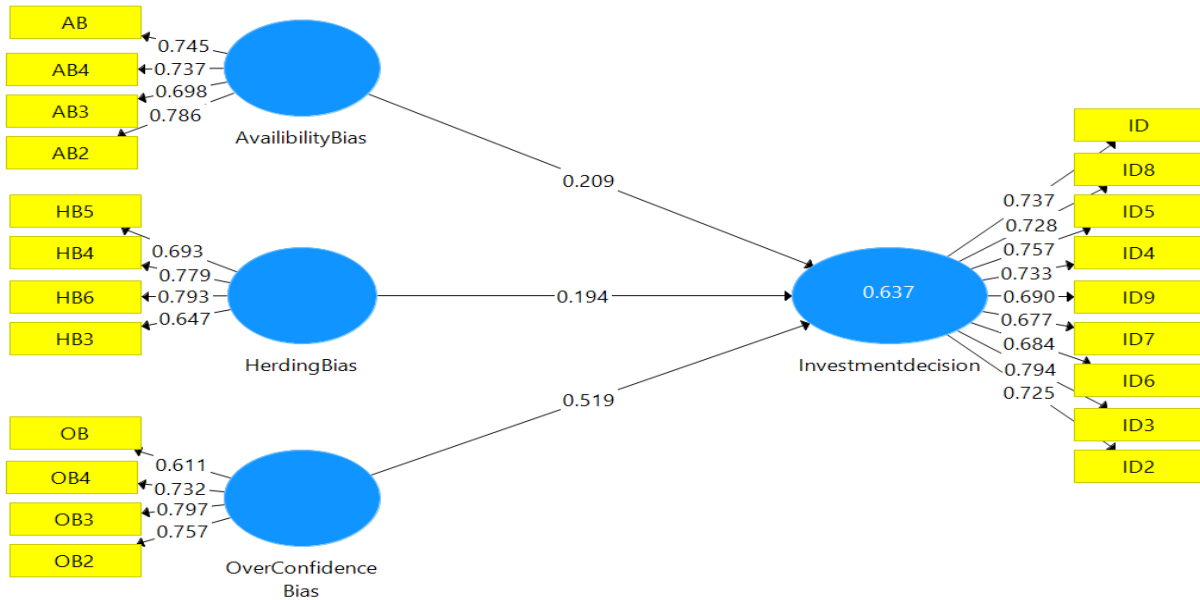 AB
AB4
AB3
AB2
0.745
0.737
0.698
0.786
AvailibilityBias
HB5
HB4
HB6
HB3
0.693
0.779
0.793
0.647
HerdingBias
OB
OB4
OB3
OB2
0.611
0.732
0.797
0.757
OverConfidence
Bias
0.209
0.194
0.519
0.637
Investmentdecision
0.737
0.728
0.757
0.733
0.690
0.677
0.684
0.794
0.725
ID
ID8
ID5
ID4
ID9
ID7
ID6
ID3
ID2